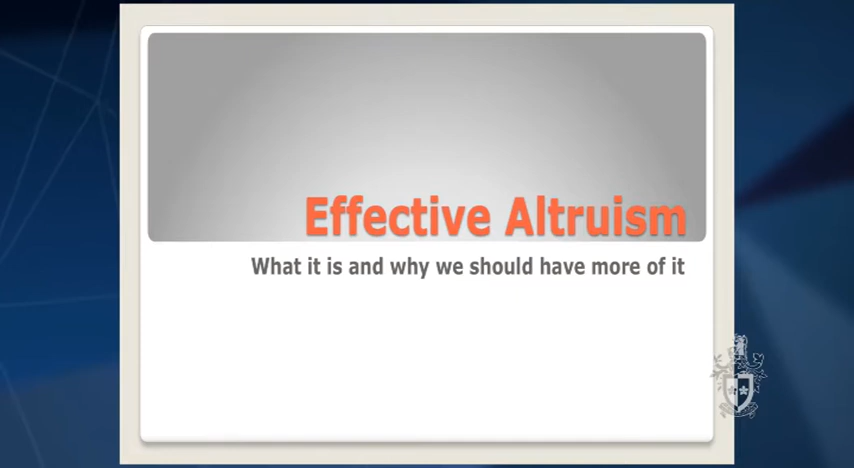 Effective Altruism
What it is and why we should have more of it